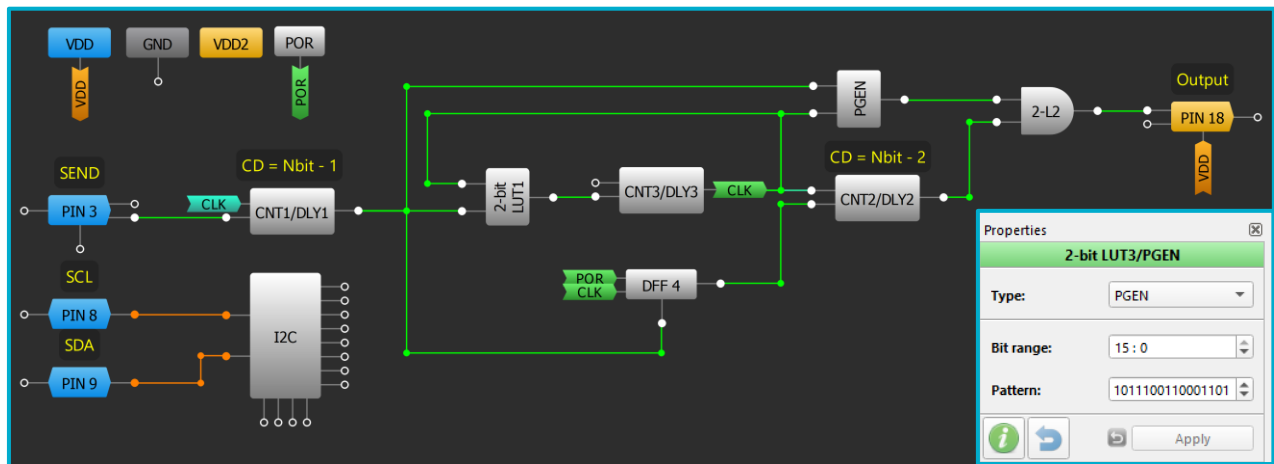 VDD
GND
VDD2
POR
VDD
POR
Output
PGEN
2-L2
PIN 18
VDD
CD = Nbit - 1
CD = Nbit - 2
SEND
CLK
PIN 3
CNT1/DLY1
2-bit
LUT1
CNT3/DLY3
CLK
CNT2/DLY2
SCL
PIN 8
SDA
PIN 9
I2C
POR
CLK
DFF 4
Properties
2-bit LUT3/PGEN
Type:
PGEN
Bit range:
15 : 0
Pattern:
1011100110001101
Apply